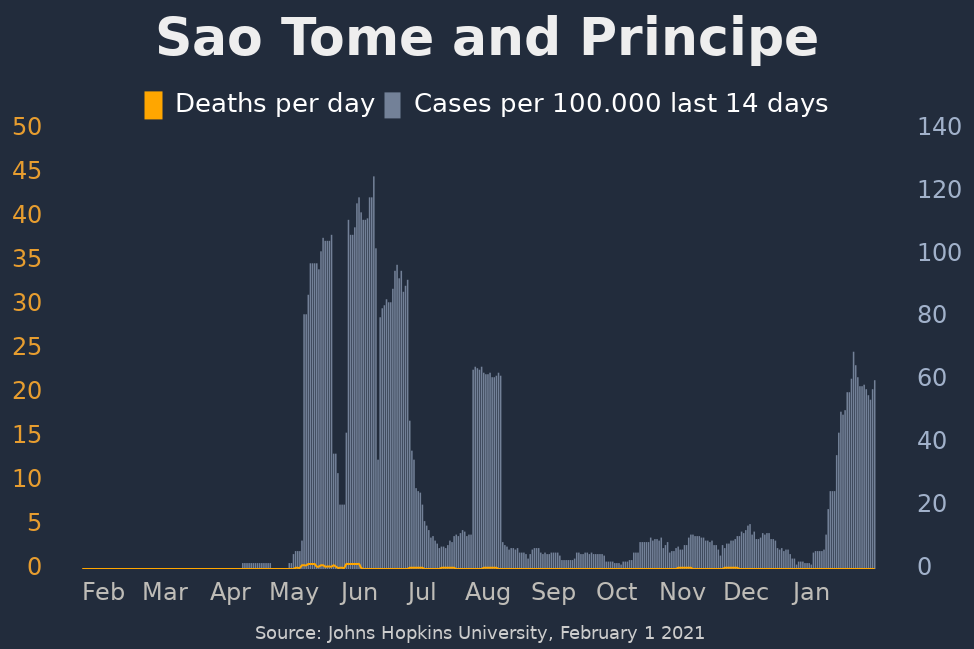 Sao Tome and Principe
Deaths per day Cases per 100.000 last 14 days
50 140
45
40 120
35 100
30
25 80
20 60
15
10 40
5 20
0 0
Feb Mar Apr May Jun Jul Aug Sep Oct Nov Dec Jan
Source: Johns Hopkins University, February 1 2021